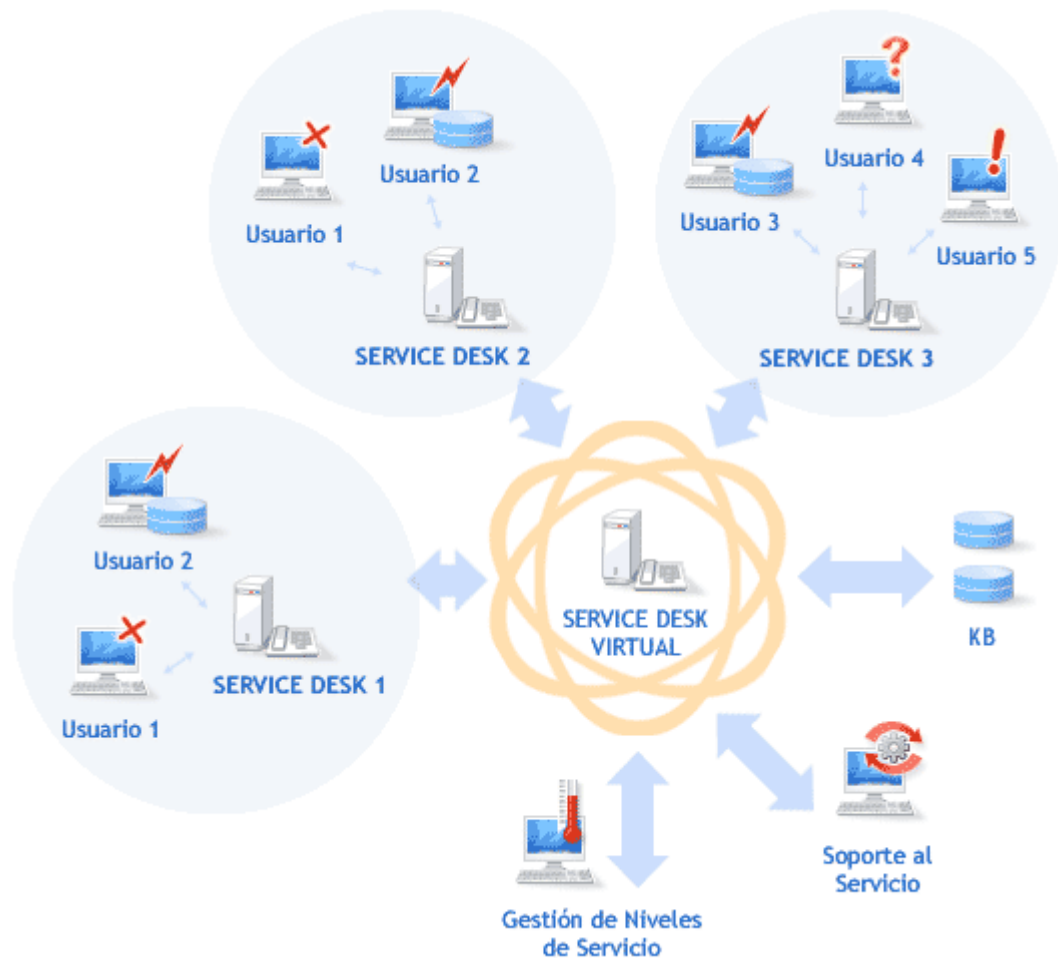 Usuario 2
Usuario 1
SERVICE DESK 2
Usuario 4
Usuario 3
Usuario 5
SERVICE DESK 3
Usuario 2
Usuario 1
SERVICE DESK 1
SERVICE DESK
VIRTUAL
KB
Soporte al
Servicio
Gestión de Niveles
de Servicio